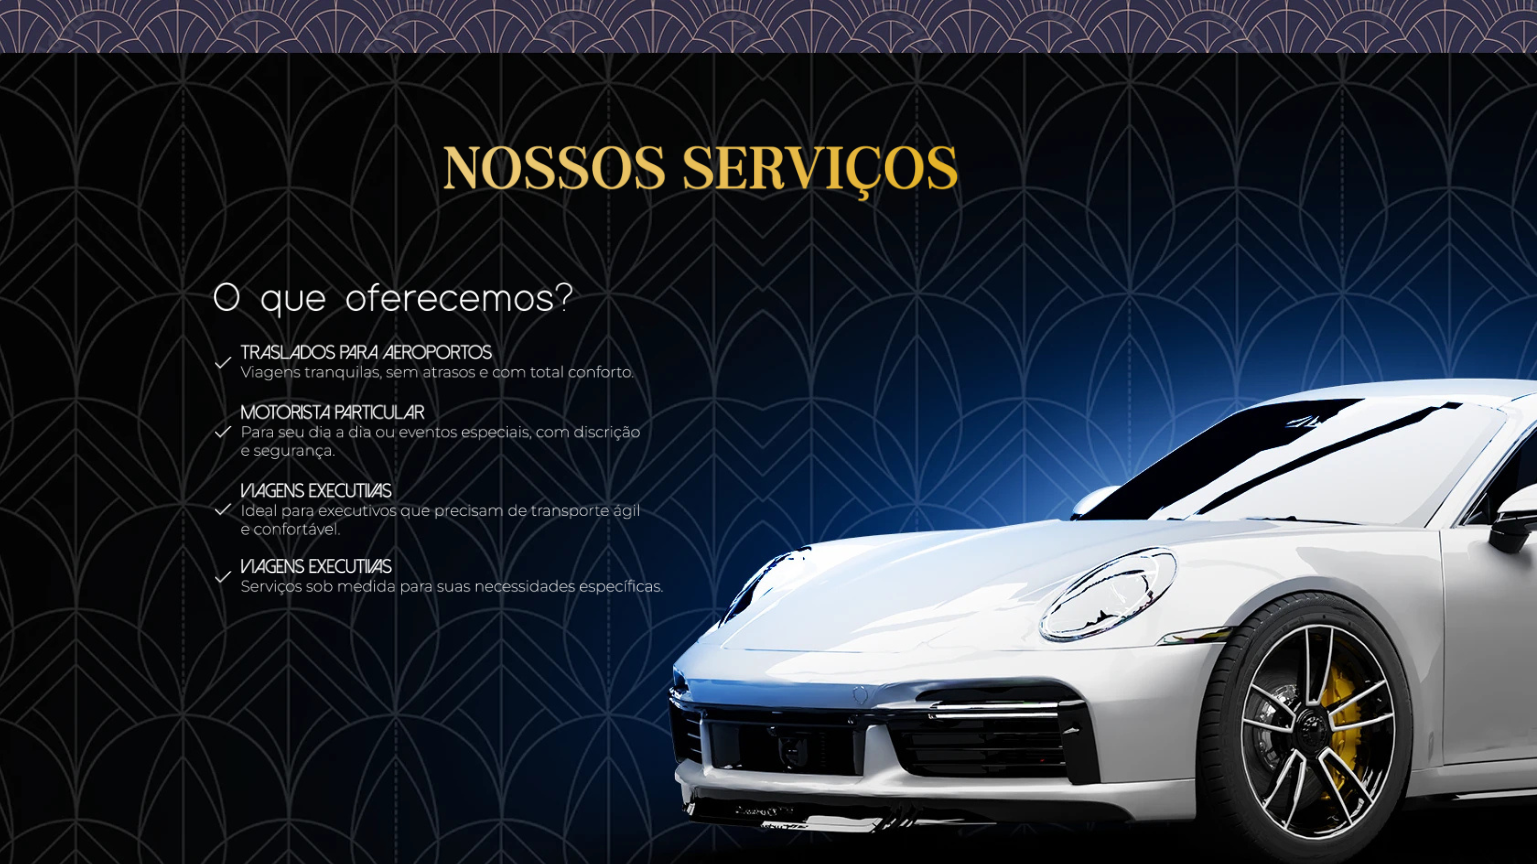 NOSSOS SERVIÇOS
O que oferecemos?
TRASLADOS PARA AEROPORTOS
Viagens tranquilas, sem atrasos e com total conforto.
MOTORISTA PARTICULAR
Para seu dia a dia ou eventos especiais, com discrição
e segurança.
VIAGENS EXECUTIVAS
Ideal para executivos que precisam de transporte ágil
e confortável.
VIAGENS EXECUTIVAS
Serviços sob medida para suas necessidades específicas.